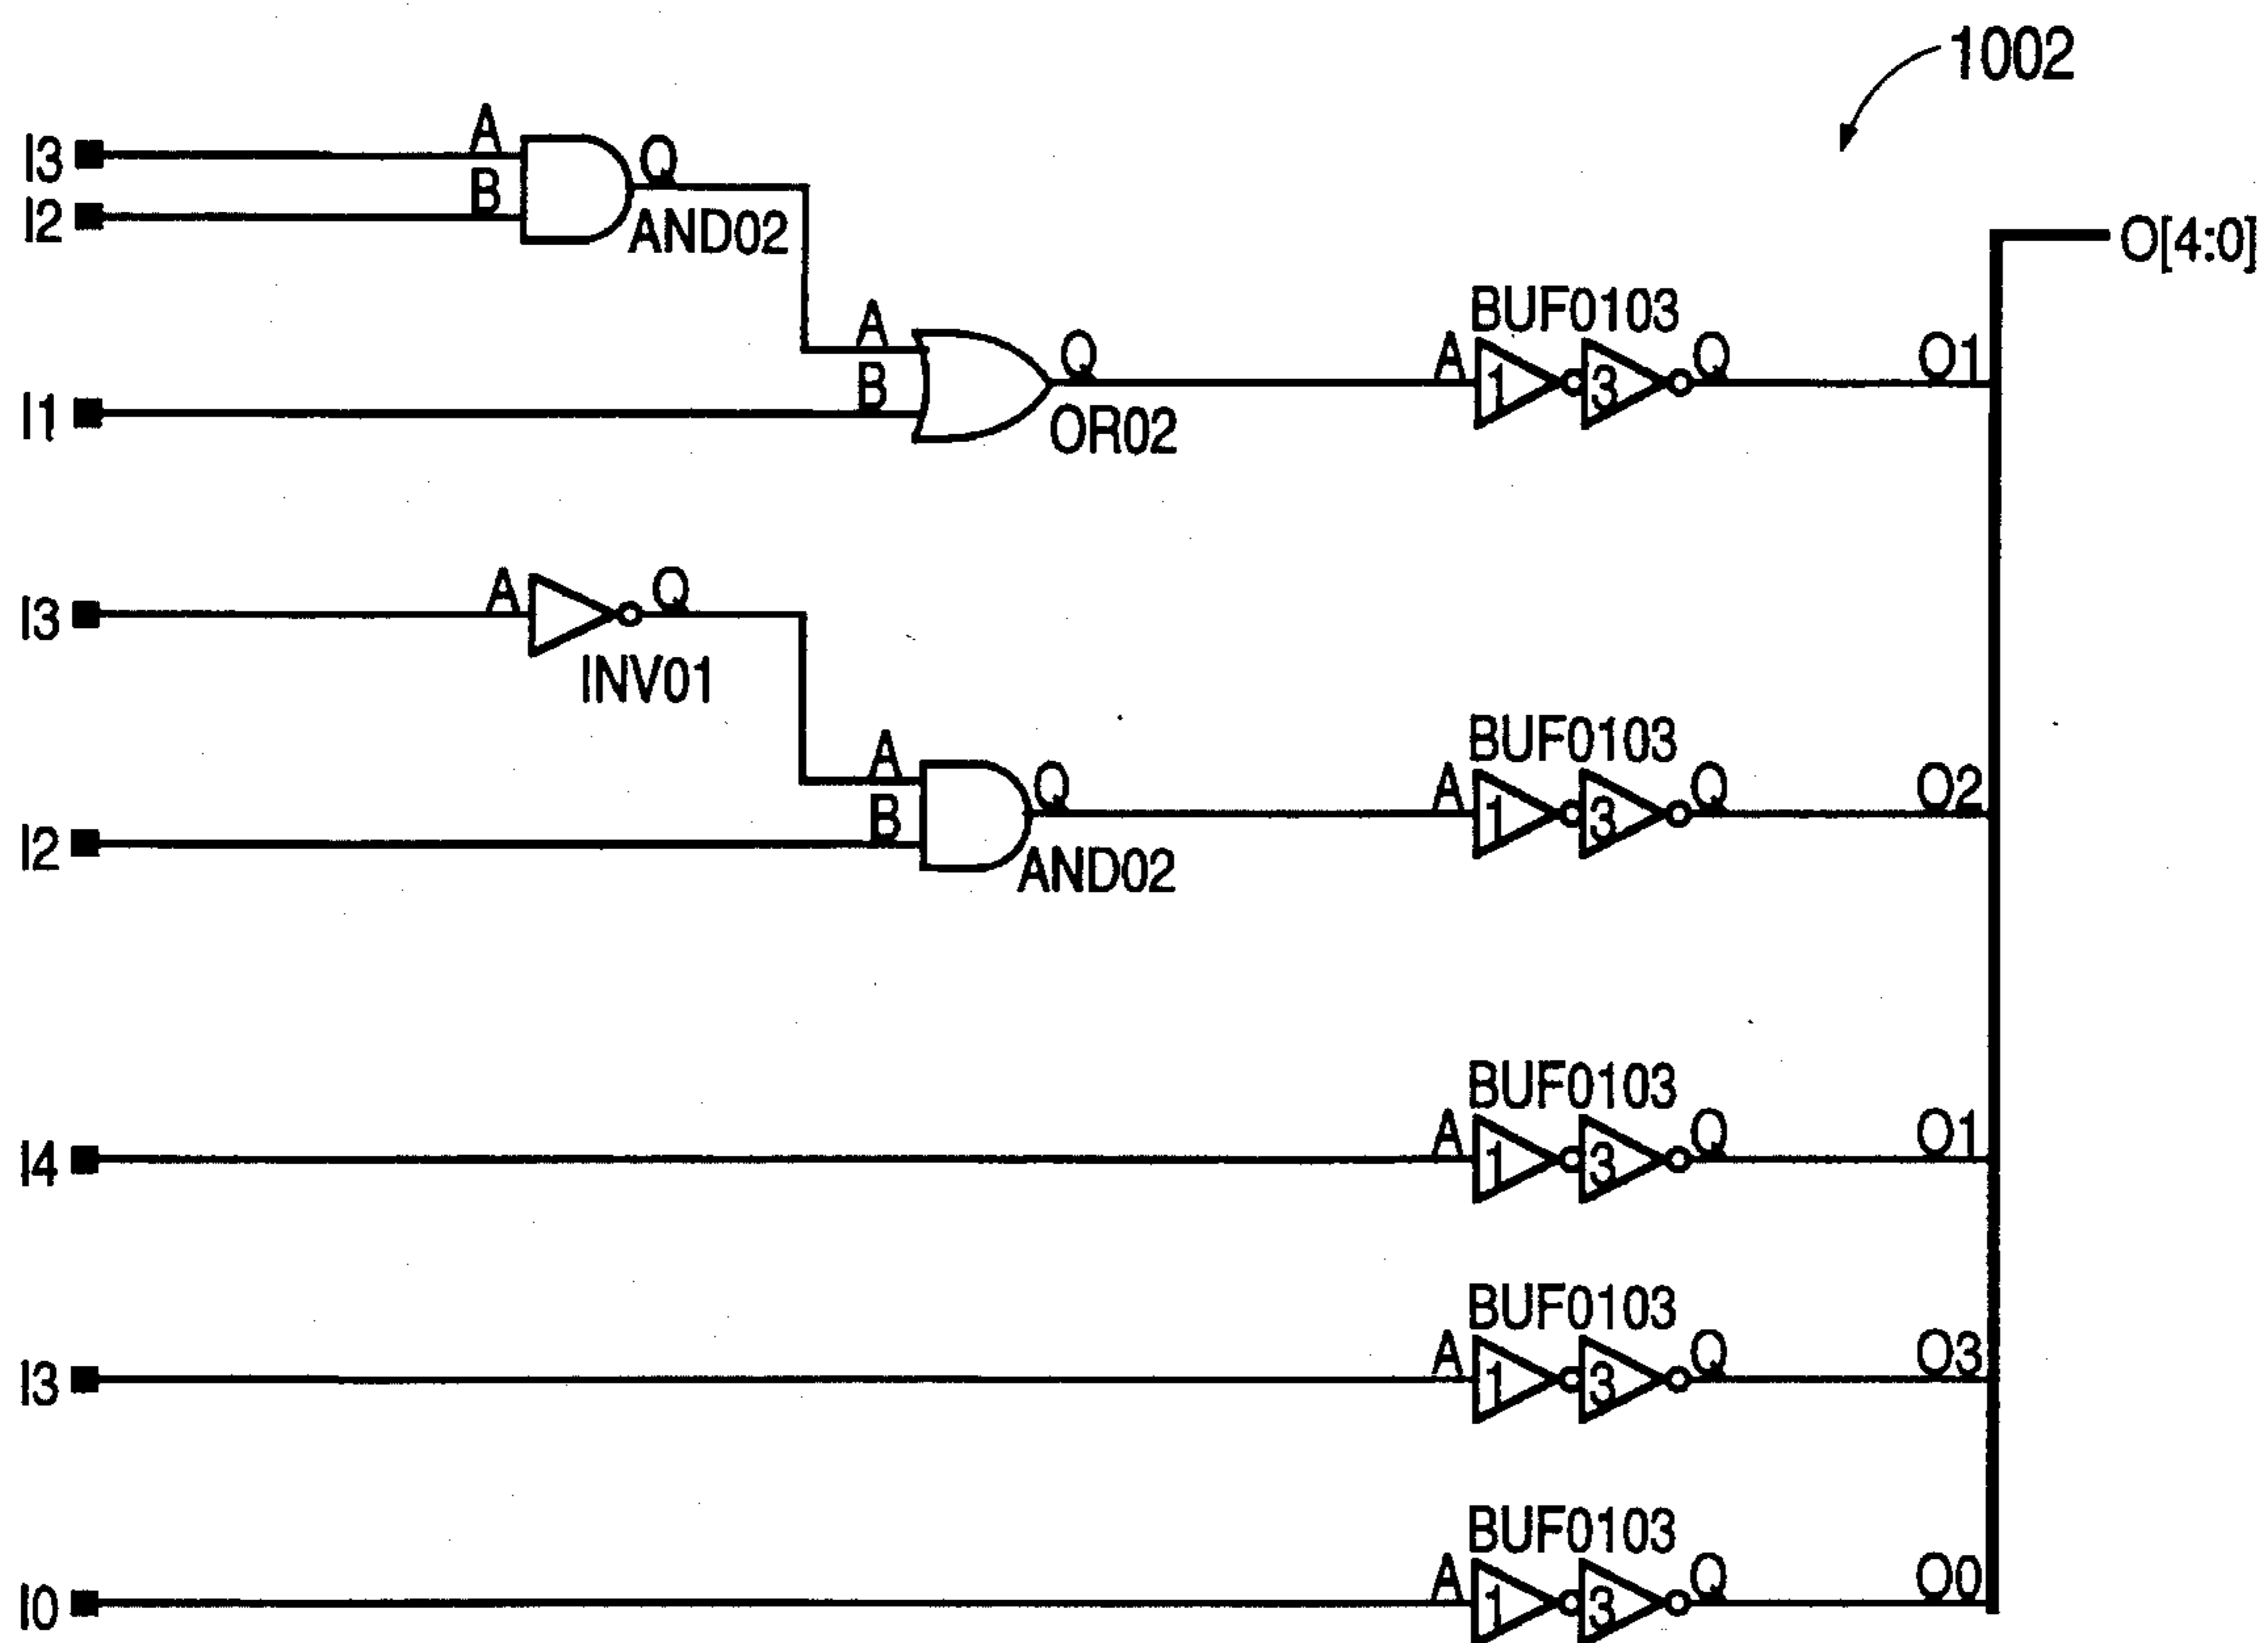 1002
I3
A
Q
I2
B
AND02
O[4:0]
BUF0103
A
Q
A
1
3
Q
O1
I1
B
OR02
I3
A
Q
INV01
BUF0103
A
Q
A
1
3
Q
O2
I2
B
AND02
BUF0103
I4
A
1
3
Q
O1
BUF0103
I3
A
1
3
Q
O3
BUF0103
I0
A
1
3
Q
O0